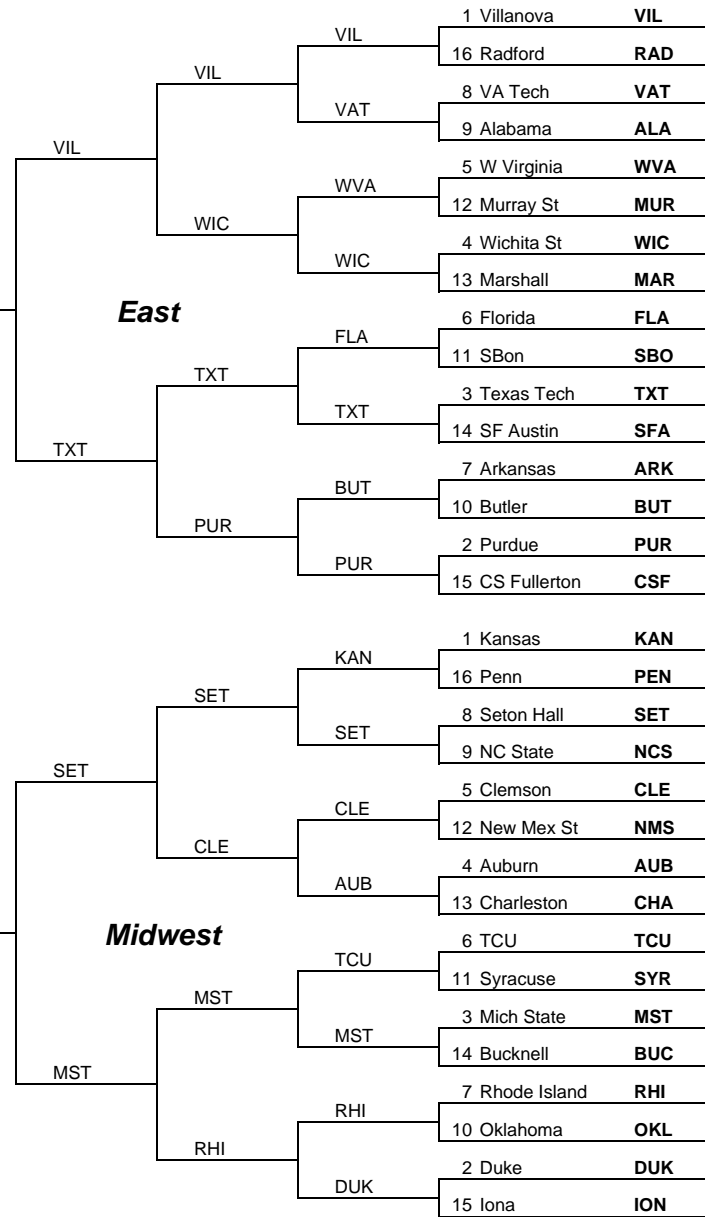 1 Villanova VIL
VIL
16 Radford RAD
VIL
8 VA Tech VAT
VAT
9 Alabama ALA
VIL
5 W Virginia WVA
WVA
12 Murray St MUR
WIC
4 Wichita St WIC
WIC
13 Marshall MAR
East
6 Florida FLA
FLA
11 SBon SBO
TXT
3 Texas Tech TXT
TXT
14 SF Austin SFA
TXT
7 Arkansas ARK
BUT
10 Butler BUT
PUR
2 Purdue PUR
PUR
15 CS Fullerton CSF
1 Kansas KAN
KAN
16 Penn PEN
SET
8 Seton Hall SET
SET
9 NC State NCS
SET
5 Clemson CLE
CLE
12 New Mex St NMS
CLE
4 Auburn AUB
AUB
13 Charleston CHA
Midwest
6 TCU TCU
TCU
11 Syracuse SYR
MST
3 Mich State MST
MST
14 Bucknell BUC
MST
7 Rhode Island RHI
RHI
10 Oklahoma OKL
RHI
2 Duke DUK
DUK
15 Iona ION